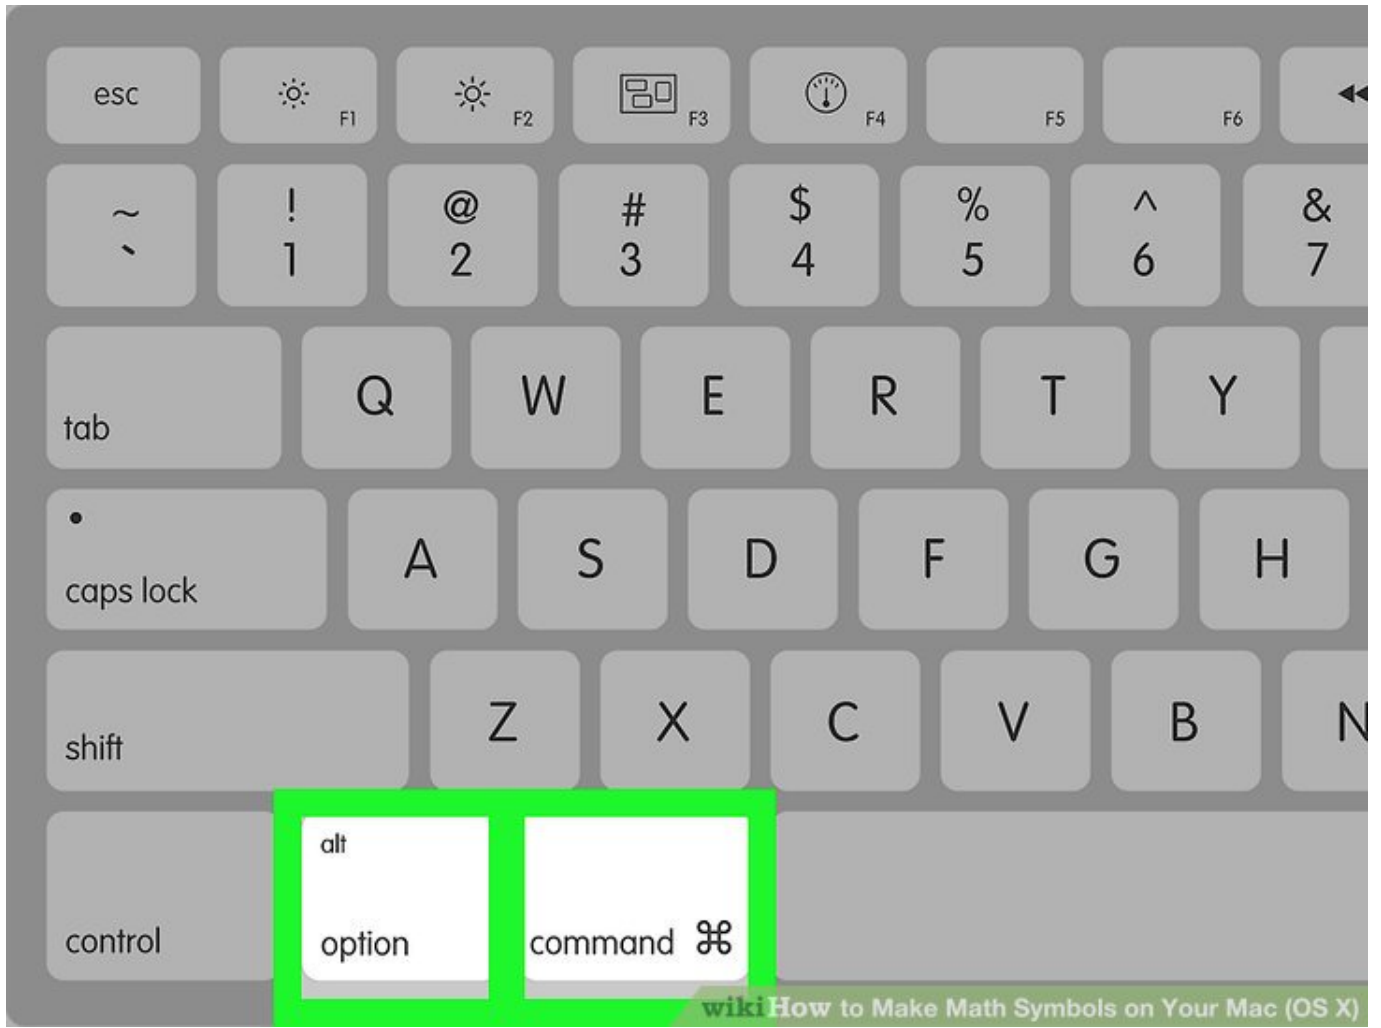 esc F1 F2 F3 F4 F5 F6
~ ! @ # $ % ^ &
` 1 2 3 4 5 6 7
tab Q W E R T Y
caps lock A S D F G H
shift Z X C V B N
alt
control option command ⌘
wikiHow to Make Math Symbols on Your Mac (OS X)